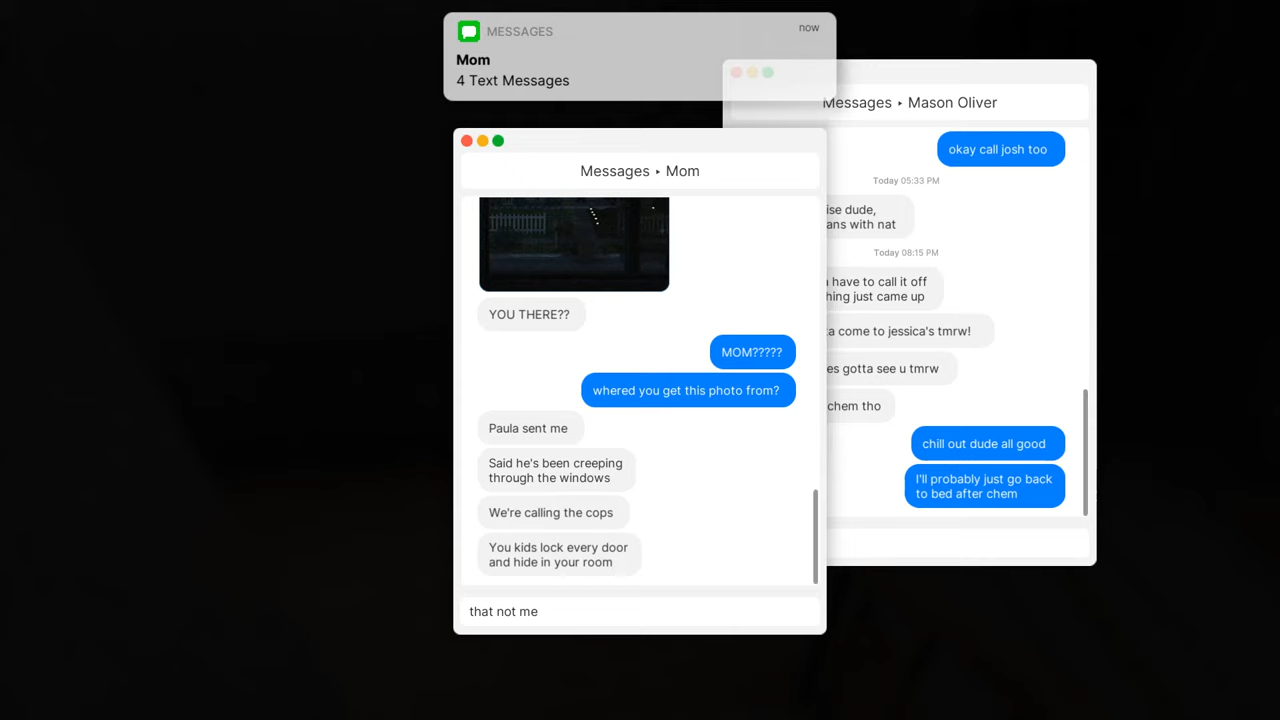 MESSAGES
now
Mom
4 Text Messages
Messages ‣ Mason Oliver
okay call josh too
Today 05:33 PM
dude,
with nat
Today 08:15 PM
have to call it off
just came up
come to jessica's tmrw!
gotta see u tmrw
chem tho
chill out dude all good
I'll probably just go back
to bed after chem
Messages ‣ Mom
YOU THERE??
MOM?????
whered you get this photo from?
Paula sent me
Said he's been creeping
through the windows
We're calling the cops
You kids lock every door
and hide in your room
that not me